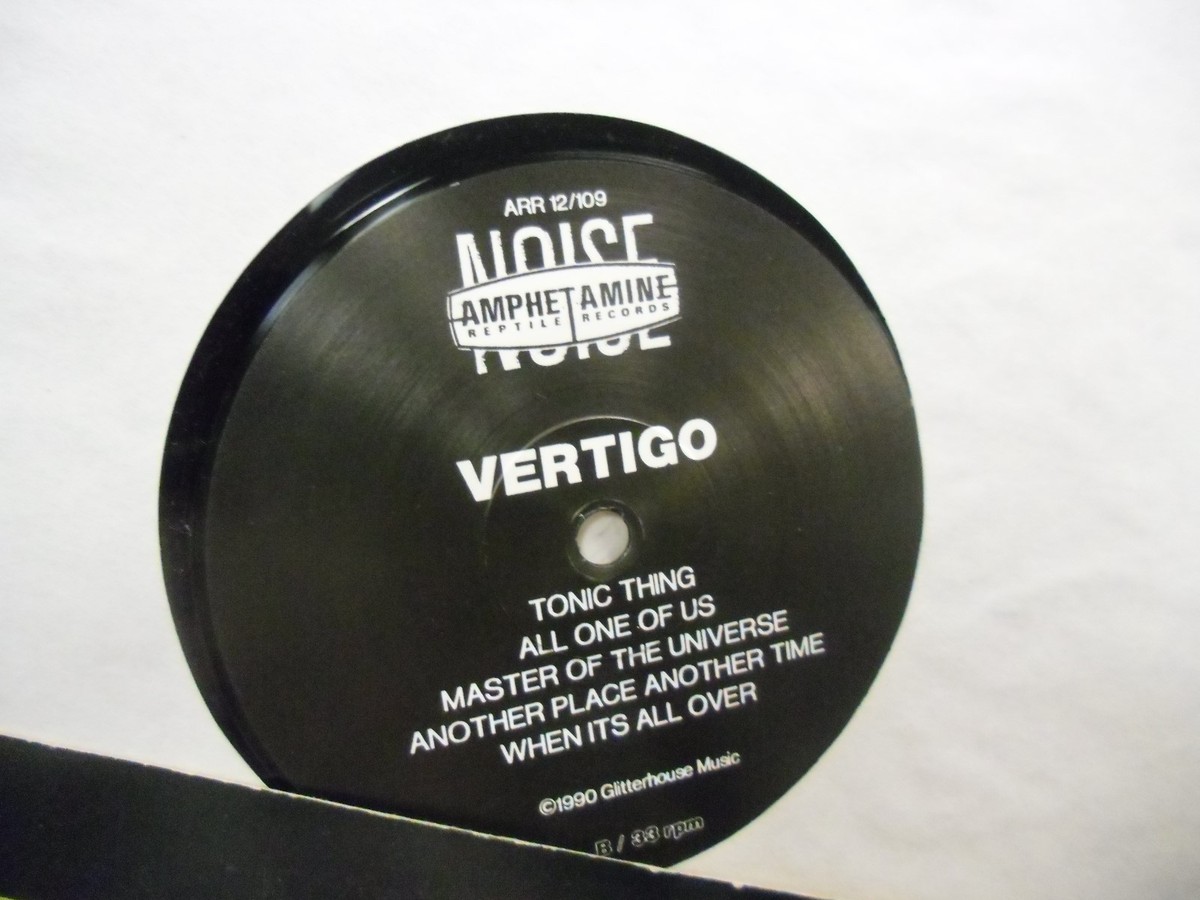 ARR 12/109
NOISE
AMPHETAMINE
REPTILE RECORDS
NOISE
VERTIGO
TONIC THING
ALL ONE OF US
MASTER OF THE UNIVERSE
ANOTHER PLACE ANOTHER TIME
WHEN ITS ALL OVER
©1990 Glitterhouse Music
B / 33 rpm